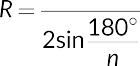 R =
2sin 180°
n